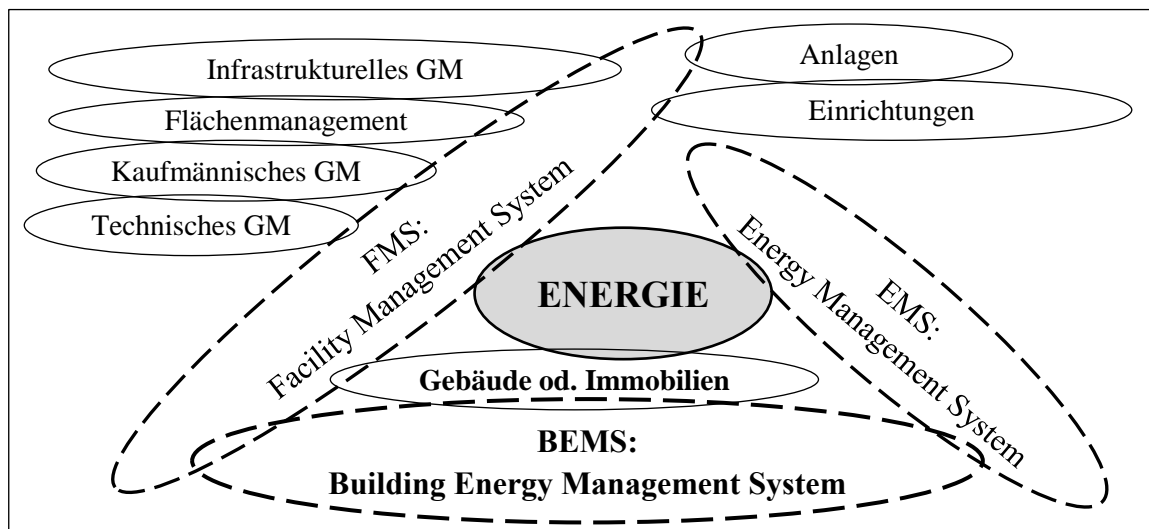 Infrastrukturelles GM
Flächenmanagement
Kaufmännisches GM
Technisches GM
Anlagen
Einrichtungen
FMS:
Facility Management System
ENERGIE
EMS:
Energy Management System
Gebäude od. Immobilien
BEMS:
Building Energy Management System